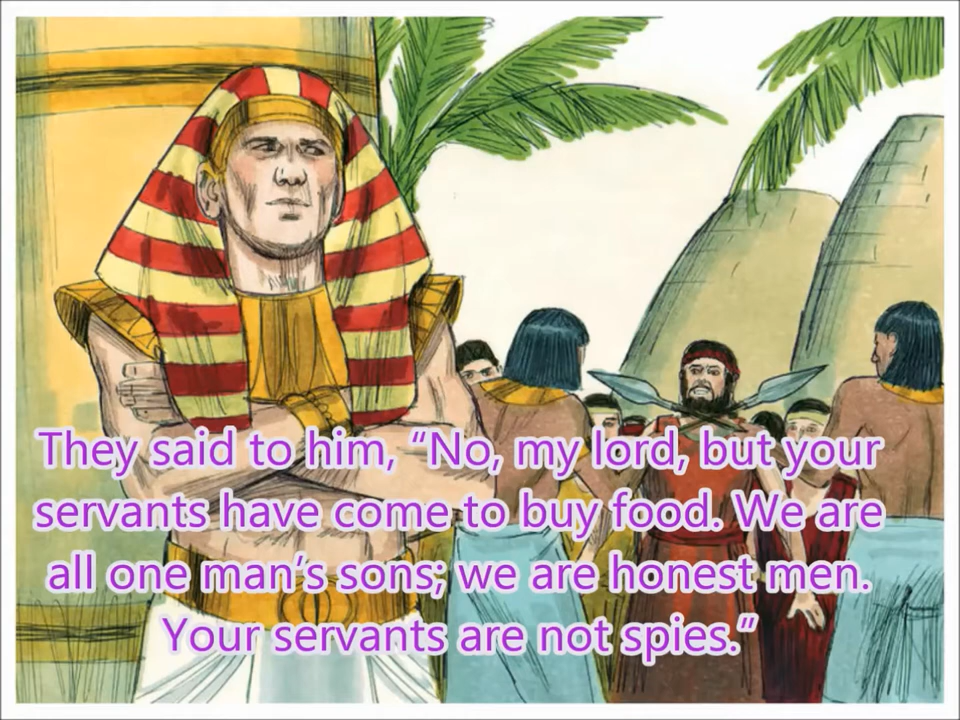 They said to him, “No, my lord, but your
servants have come to buy food. We are
all one man’s sons; we are honest men.
Your servants are not spies.”